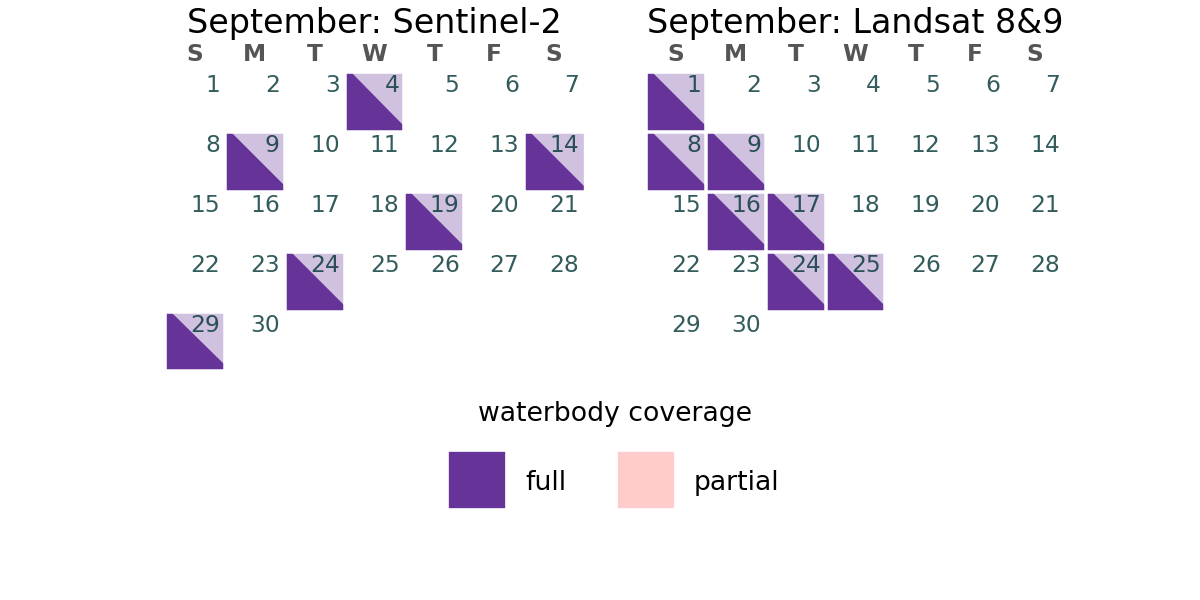 September: Sentinel-2
S M T W T F S
1 2 3 4 5 6 7
8 9 10 11 12 13 14
15 16 17 18 19 20 21
22 23 24 25 26 27 28
29 30
September: Landsat 8&9
S M T W T F S
1 2 3 4 5 6 7
8 9 10 11 12 13 14
15 16 17 18 19 20 21
22 23 24 25 26 27 28
29 30
waterbody coverage
full partial